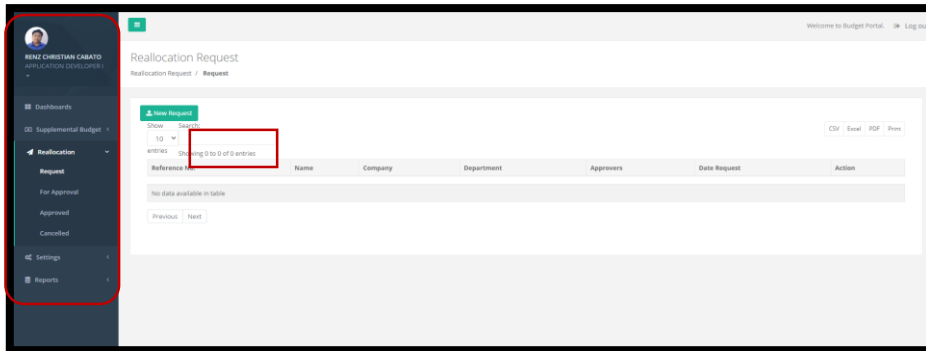 RENZ CHRISTIAN CABATO
APPLICATION DEVELOPER I
Dashboards
Supplemental Budget
Reallocation
Request
For Approval
Approved
Cancelled
Settings
Reports
Welcome to Budget Portal. Log ou
Reallocation Request
Reallocation Request / Request
New Request
Show Search:
10
entries Showing 0 to 0 of 0 entries
CSV Excel PDF Print
Reference No. Name Company Department Approvers Date Request Action
No data available in table
Previous Next